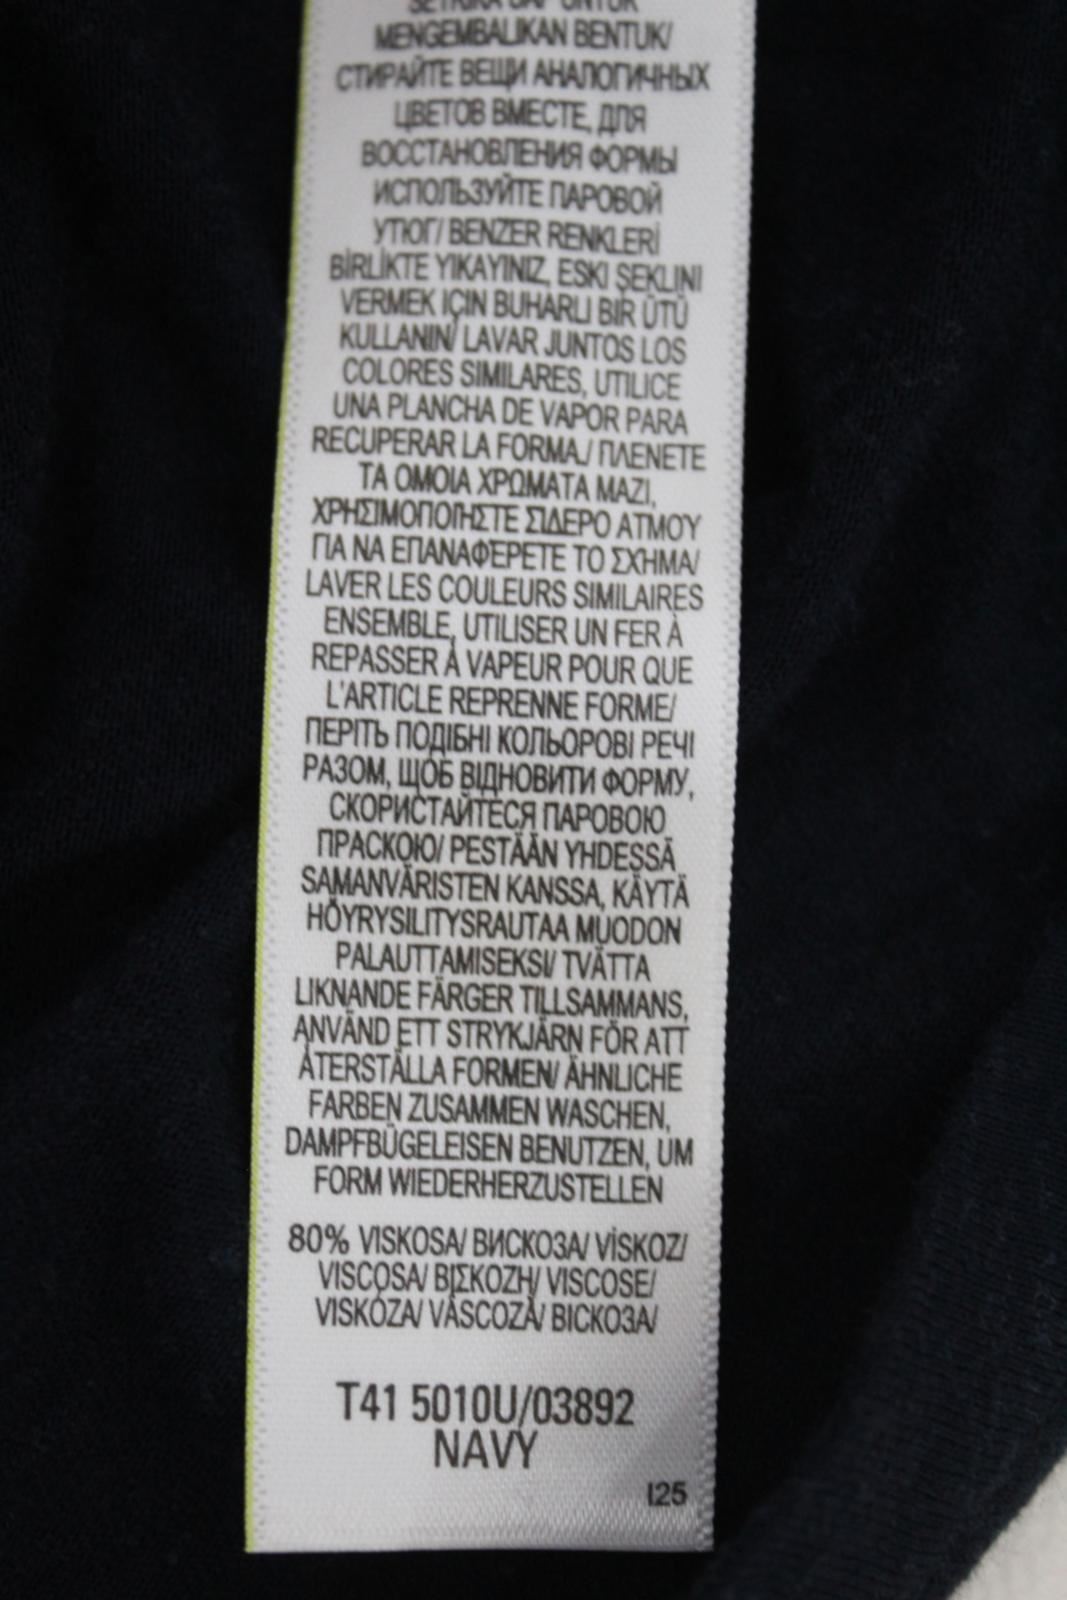 SETRIKA UAP UNTUK
MENGEMBALIKAN BENTUK/
СТИРАЙТЕ ВЕЩИ АНАЛОГИЧНЫХ
ЦВЕТОВ ВМЕСТЕ, ДЛЯ
ВОССТАНОВЛЕНИЯ ФОРМЫ
ИСПОЛЬЗУЙТЕ ПАРОВОЙ
УТЮГ/ BENZER RENKLERİ
BİRLİKTE YIKAYINIZ, ESKI ŞEKLINI
VERMEK IÇIN BUHARLI BIR ÜTÜ
KULLANIN/ LAVAR JUNTOS LOS
COLORES SIMILARES, UTILICE
UNA PLANCHA DE VAPOR PARA
RECUPERAR LA FORMA./ ΠΛΕΝΕΤΕ
ΤΑ ΟΜΟΙΑ ΧΡΩΜΑΤΑ ΜΑΖΙ,
ΧΡΗΣΙΜΟΠΟΙΗΣΤΕ ΣΙΔΕΡΟ ΑΤΜΟΥ
ΓΙΑ ΝΑ ΕΠΑΝΑΦΕΡΕΤΕ ΤΟ ΣΧΗΜΑ/
LAVER LES COULEURS SIMILAIRES
ENSEMBLE, UTILISER UN FER À
REPASSER À VAPEUR POUR QUE
L'ARTICLE REPRENNE FORME/
ПЕРІТЬ ПОДІБНІ КОЛЬОРОВІ РЕЧІ
РАЗОМ, ЩОБ ВІДНОВИТИ ФОРМУ,
СКОРИСТАЙТЕСЯ ПАРОВОЮ
ПРАСКОЮ/ PESTÄÄN YHDESSÄ
SAMANVÄRISTEN KANSSA, KÄYTÄ
HÖYRYSILITYSRAUTAA MUODON
PALAUTTAMISEKSI/ TVÄTTA
LIKNANDE FÄRGER TILLSAMMANS,
ANVÄND ETT STRYKJÄRN FÖR ATT
ÅTERSTÄLLA FORMEN/ ÄHNLICHE
FARBEN ZUSAMMEN WASCHEN,
DAMPFBÜGELEISEN BENUTZEN, UM
FORM WIEDERHERZUSTELLEN
80% VISKOSA/ ВИСКОЗА/ VİSKOZ/
VISCOSA/ ΒΙΣΚΟΖΗ/ VISCOSE/
VISKÓZA/ VÂSCOZĂ/ ВІСКОЗА/
T41 5010U/03892
NAVY
I25